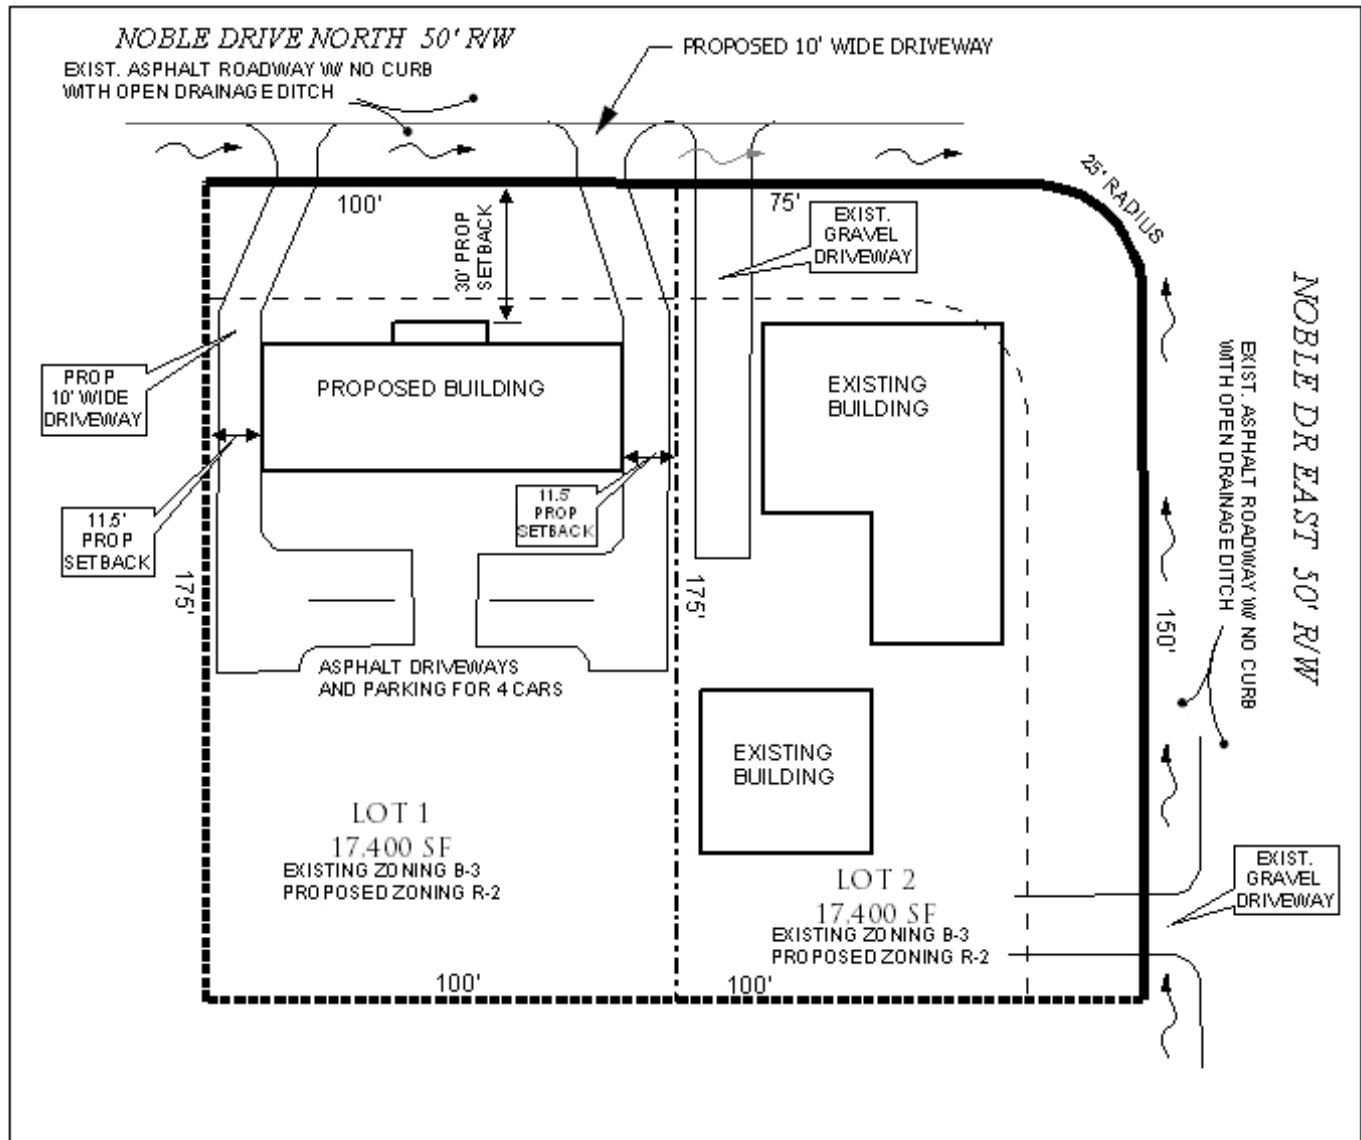 NOBLE DRIVE NORTH 50' R/W
EXIST. ASPHALT ROADWAY W/ NO CURB
WITH OPEN DRAINAGE DITCH
PROPOSED 10' WIDE DRIVEWAY
100'
30' PROP
SETBACK
75'
25' RADIUS
EXIST.
GRAVEL
DRIVEWAY
NOBLE DR EAST 50' R/W
EXIST. ASPHALT ROADWAY W/ NO CURB
WITH OPEN DRAINAGE DITCH
PROP
10' WIDE
DRIVEWAY
PROPOSED BUILDING
EXISTING
BUILDING
11.5'
PROP
SETBACK
11.5'
PROP
SETBACK
175'
175'
150'
ASPHALT DRIVEWAYS
AND PARKING FOR 4 CARS
EXISTING
BUILDING
LOT 1
17,400 SF
EXISTING ZONING B-3
PROPOSED ZONING R-2
LOT 2
17,400 SF
EXISTING ZONING B-3
PROPOSED ZONING R-2
EXIST.
GRAVEL
DRIVEWAY
100'
100'